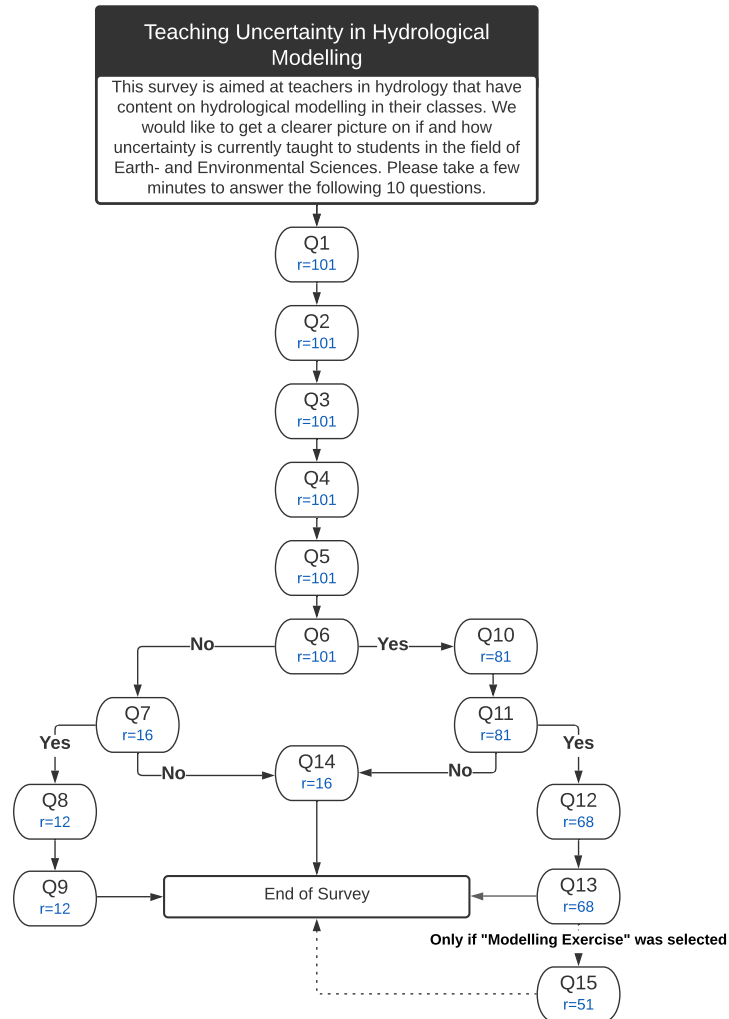 Teaching Uncertainty in Hydrological
Modelling
This survey is aimed at teachers in hydrology that have
content on hydrological modelling in their classes. We
would like to get a clearer picture on if and how
uncertainty is currently taught to students in the field of
Earth- and Environmental Sciences. Please take a few
minutes to answer the following 10 questions.
Q1
r=101
Q2
r=101
Q3
r=101
Q4
r=101
Q5
r=101
Q6
r=101
No
Yes
Q10
r=81
Q7
r=16
Q11
r=81
Yes
No
Q14
r=16
No
Yes
Q8
r=12
Q12
r=68
Q9
r=12
End of Survey
Q13
r=68
Only if "Modelling Exercise" was selected
Q15
r=51